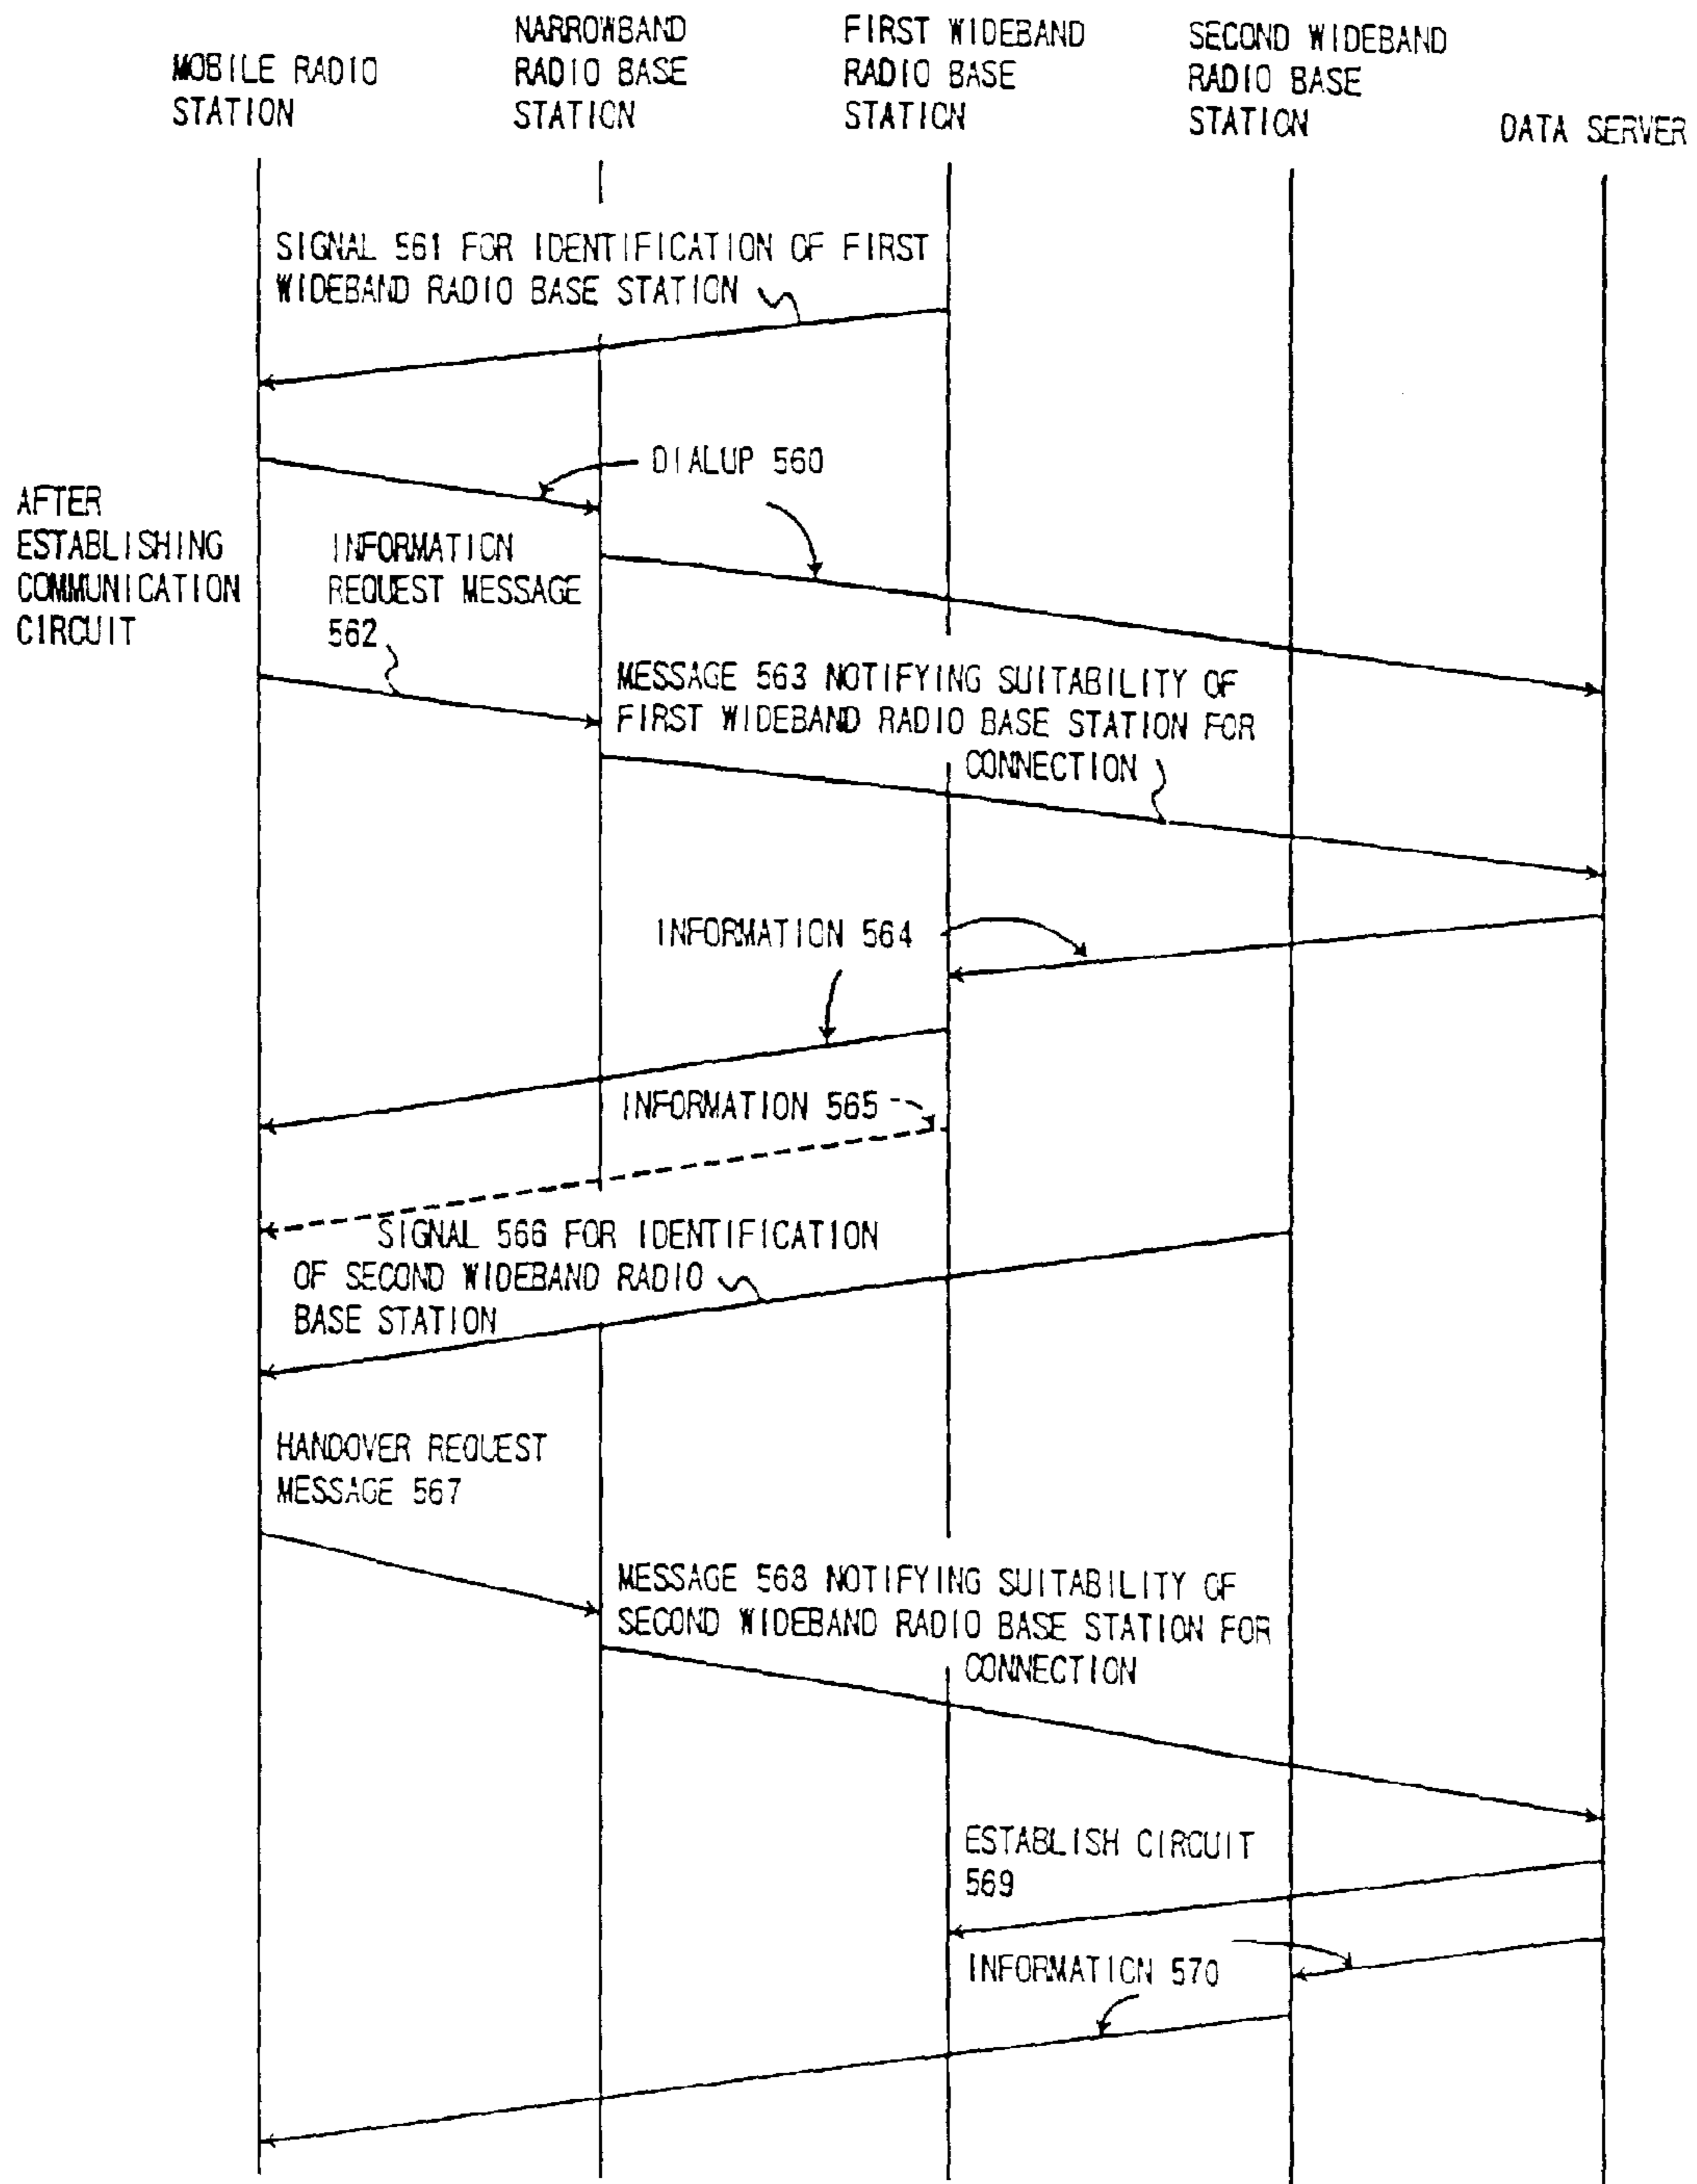 MOBILE RADIO
STATION
NARROWBAND
RADIO BASE
STATION
FIRST WIDEBAND
RADIO BASE
STATION
SECOND WIDEBAND
RADIO BASE
STATION
DATA SERVER
SIGNAL 561 FOR IDENTIFICATION OF FIRST
WIDEBAND RADIO BASE STATION
DIALUP 560
AFTER
ESTABLISHING
COMMUNICATION
CIRCUIT
INFORMATION
REQUEST MESSAGE
562
MESSAGE 563 NOTIFYING SUITABILITY OF
FIRST WIDEBAND RADIO BASE STATION FOR
CONNECTION
INFORMATION 564
INFORMATION 565
SIGNAL 566 FOR IDENTIFICATION
OF SECOND WIDEBAND RADIO
BASE STATION
HANDOVER REQUEST
MESSAGE 567
MESSAGE 568 NOTIFYING SUITABILITY OF
SECOND WIDEBAND RADIO BASE STATION FOR
CONNECTION
ESTABLISH CIRCUIT
569
INFORMATION 570